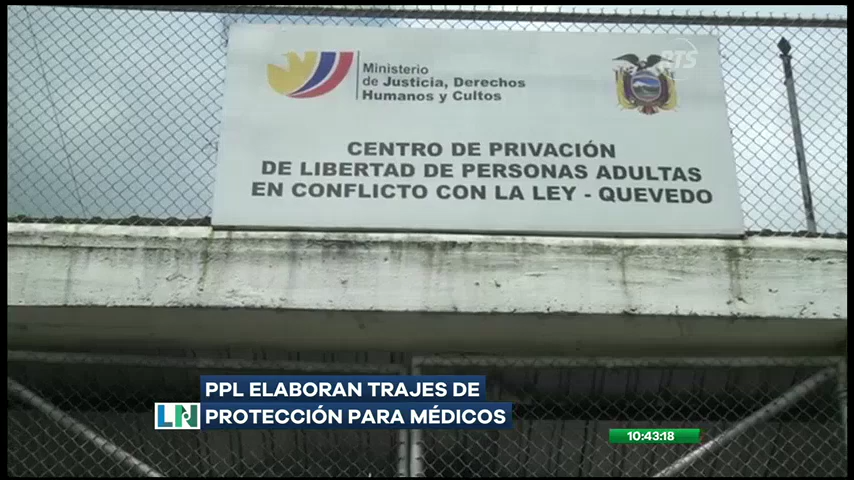 RTS
Ministerio
de Justicia, Derechos
Humanos y Cultos
CENTRO DE PRIVACIÓN
DE LIBERTAD DE PERSONAS ADULTAS
EN CONFLICTO CON LA LEY - QUEVEDO
PPL ELABORAN TRAJES DE
LN PROTECCIÓN PARA MÉDICOS
10:43:18